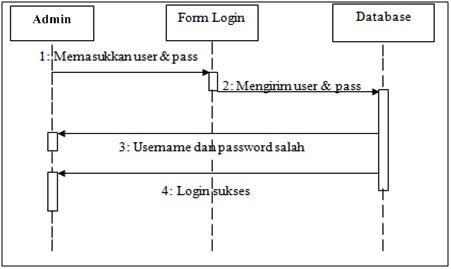 Admin
Form Login
Database
1: Memasukkan user & pass
2: Mengirim user & pass
3: Username dan password salah
4: Login sukses